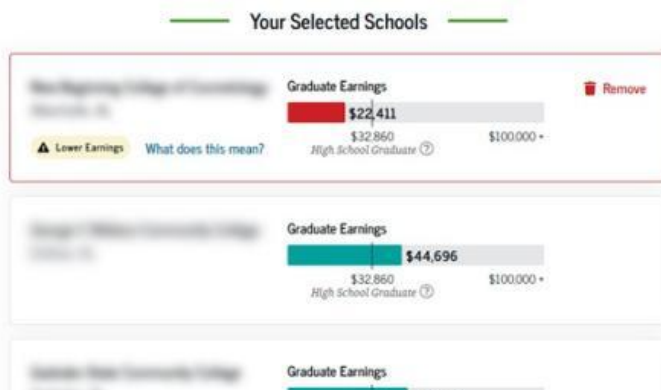 Your Selected Schools
Graduate Earnings
Remove
$22,411
$32,860
$100,000 +
High School Graduate ?
Lower Earnings
What does this mean?
Graduate Earnings
$44,696
$32,860
$100,000 +
High School Graduate ?
Graduate Earnings